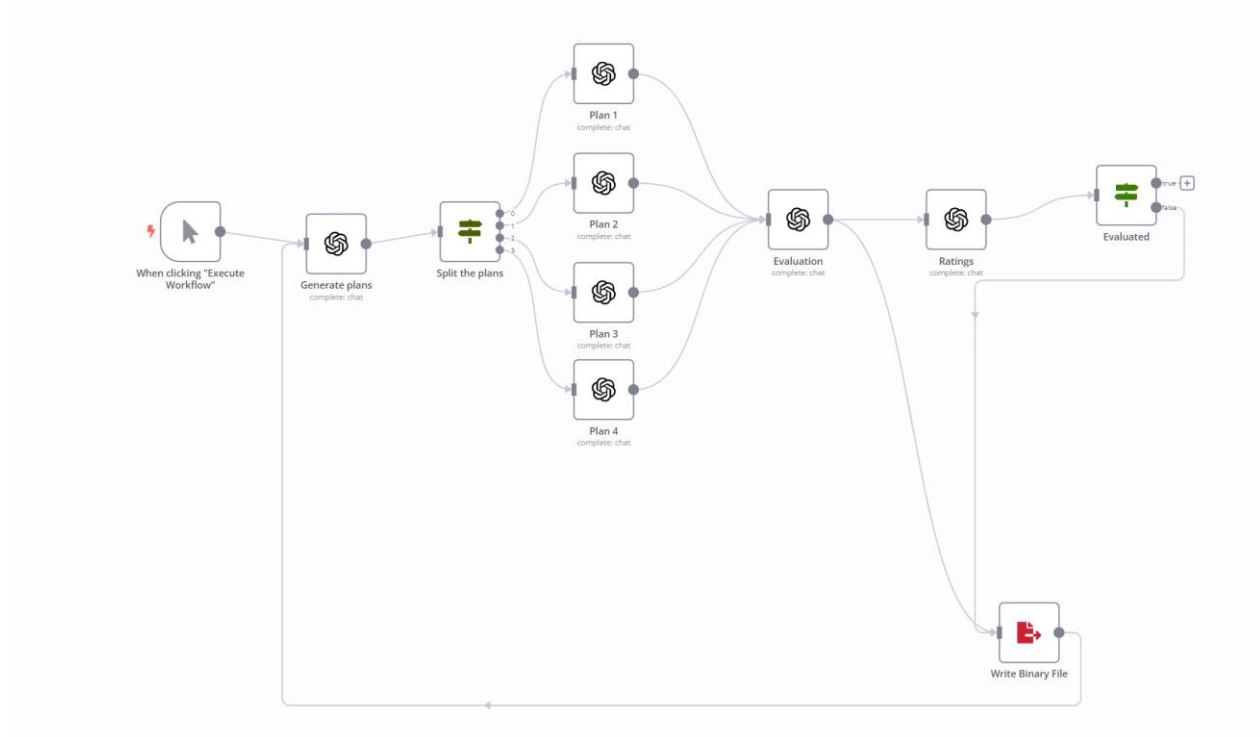 Plan 1
complete: chat
Plan 2
complete: chat
Plan 3
complete: chat
Plan 4
complete: chat
When clicking "Execute
Workflow"
Generate plans
complete: chat
0
1
2
3
Split the plans
Evaluation
complete: chat
Ratings
complete: chat
true
false
Evaluated
Write Binary File